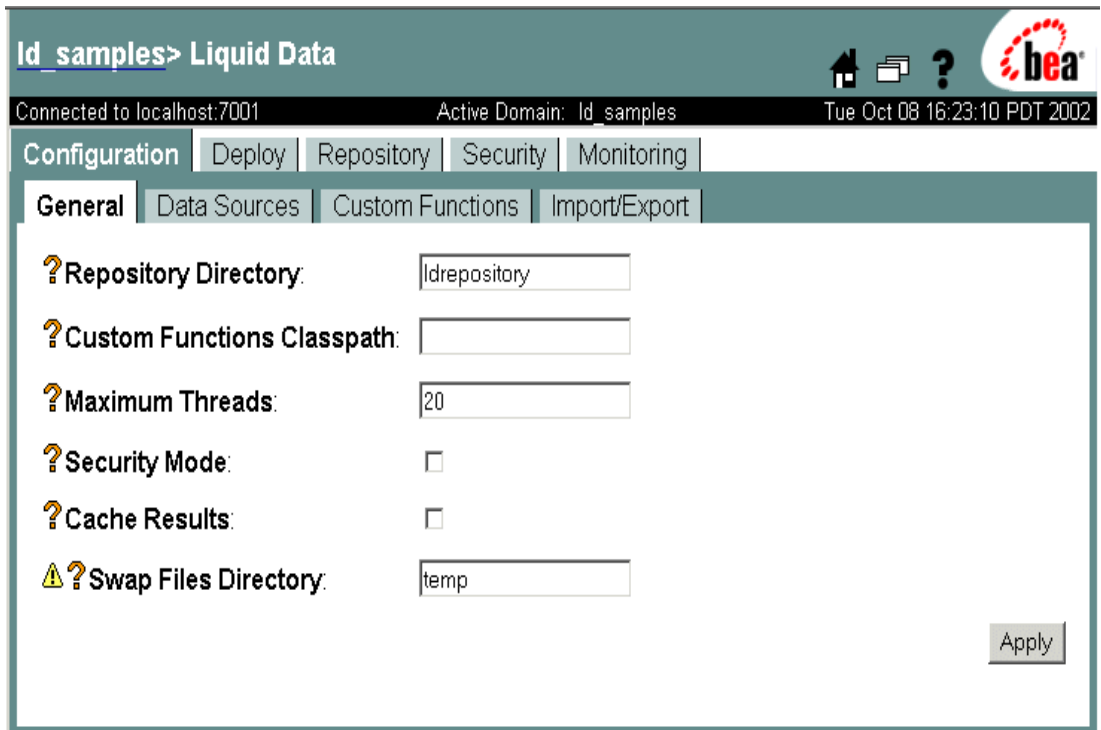 ld_samples> Liquid Data
bea
Connected to localhost:7001 Active Domain: ld_samples Tue Oct 08 16:23:10 PDT 2002
Configuration Deploy Repository Security Monitoring
General Data Sources Custom Functions Import/Export
Repository Directory: ldrepository
Custom Functions Classpath:
Maximum Threads: 20
Security Mode:
Cache Results:
Swap Files Directory: temp
Apply